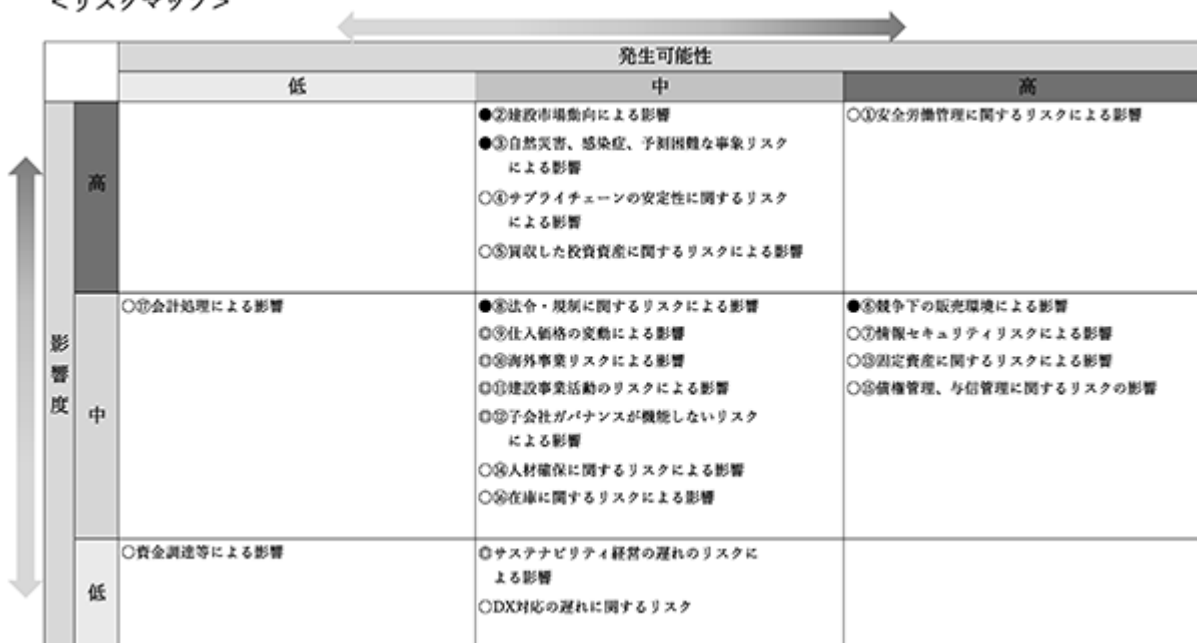 ＜リスクマップ＞
発生可能性
低
中
高
影響度
高
●②建設市場動向による影響
●③自然災害、感染症、予測困難な事象リスク
による影響
○④サプライチェーンの安定性に関するリスク
による影響
○⑤買収した投資資産に関するリスクによる影響
○①安全労働管理に関するリスクによる影響
中
○⑰会計処理による影響
●⑧法令・規制に関するリスクによる影響
◎⑨仕入価格の変動による影響
◎⑩海外事業リスクによる影響
◎⑪建設事業活動のリスクによる影響
◎⑫子会社ガバナンスが機能しないリスク
による影響
○⑭人材確保に関するリスクによる影響
○⑯在庫に関するリスクによる影響
●⑥競争下の販売環境による影響
○⑦情報セキュリティリスクによる影響
○⑬固定資産に関するリスクによる影響
○⑮債権管理、与信管理に関するリスクの影響
低
○資金調達等による影響
◎サステナビリティ経営の遅れのリスクに
よる影響
○DX対応の遅れに関するリスク